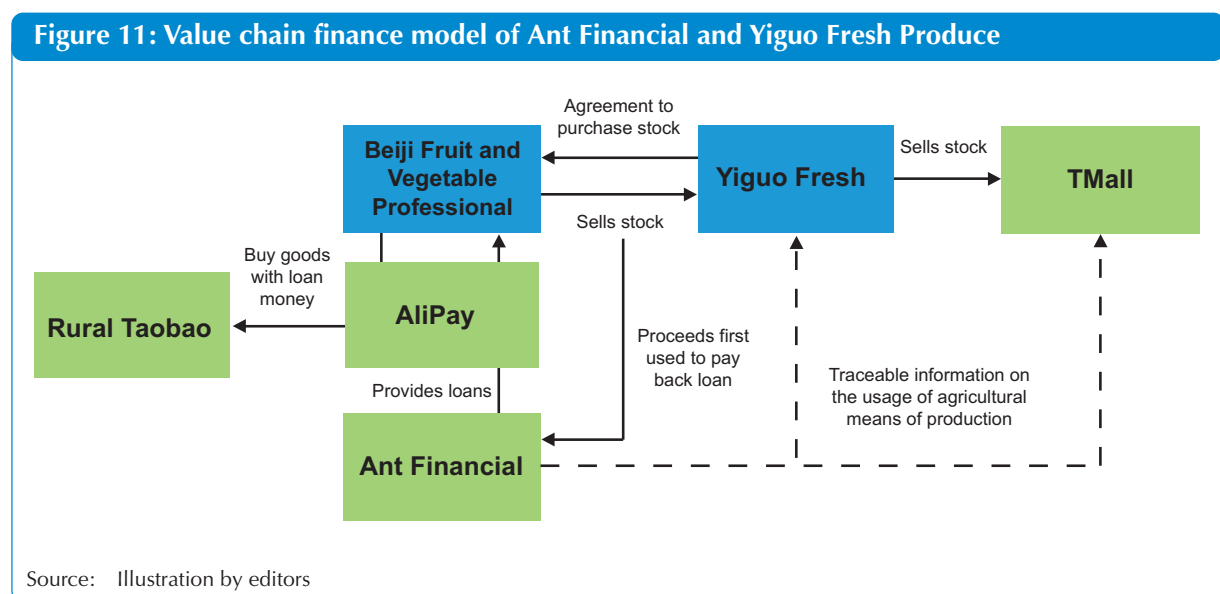 Figure 11: Value chain finance model of Ant Financial and Yiguo Fresh Produce
Agreement to
purchase stock
Beiji Fruit and
Vegetable
Professional
Yiguo Fresh
Sells stock
TMall
Sells stock
Buy goods
with loan
money
Rural Taobao
AliPay
Proceeds first
used to pay
back loan
Provides loans
Traceable information on
the usage of agricultural
means of production
Ant Financial
Source: Illustration by editors